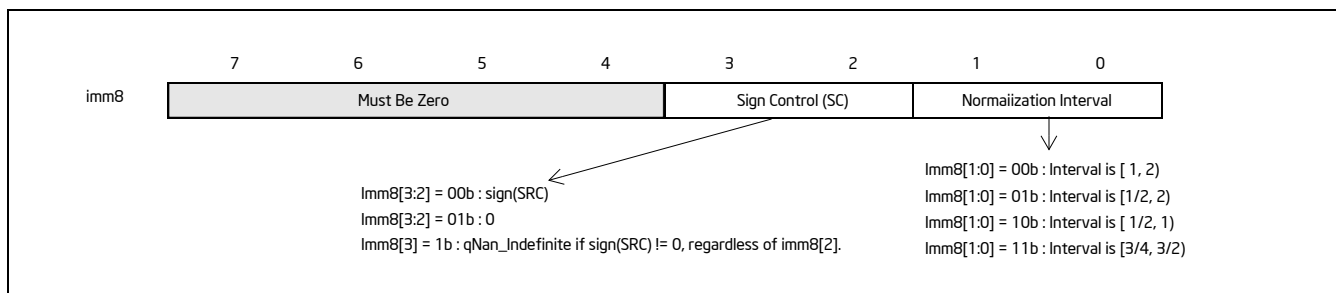 7 6 5 4 3 2 1 0
imm8 Must Be Zero Sign Control (SC) Normaiization Interval
Imm8[3:2] = 00b : sign(SRC)
Imm8[3:2] = 01b : 0
Imm8[3] = 1b : qNan_Indefinite if sign(SRC) != 0, regardless of imm8[2].
Imm8[1:0] = 00b : Interval is [ 1, 2)
Imm8[1:0] = 01b : Interval is [1/2, 2)
Imm8[1:0] = 10b : Interval is [ 1/2, 1)
Imm8[1:0] = 11b : Interval is [3/4, 3/2)